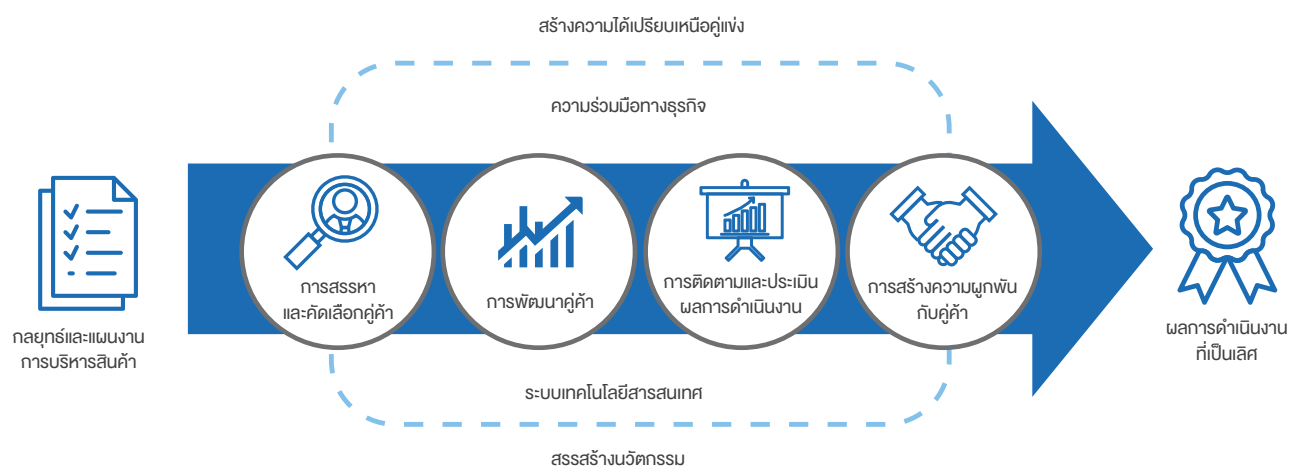 สร้างความได้เปรียบเหนือคู่แข่ง
ความร่วมมือทางธุรกิจ
กลยุทธ์และแผนงาน
การบริหารสินค้า
การสรรหา
และคัดเลือกคู่ค้า
การพัฒนาคู่ค้า
การติดตามและประเมิน
ผลการดำเนินงาน
การสร้างความผูกพัน
กับคู่ค้า
ผลการดำเนินงาน
ที่เป็นเลิศ
ระบบเทคโนโลยีสารสนเทศ
สรรสร้างนวัตกรรม